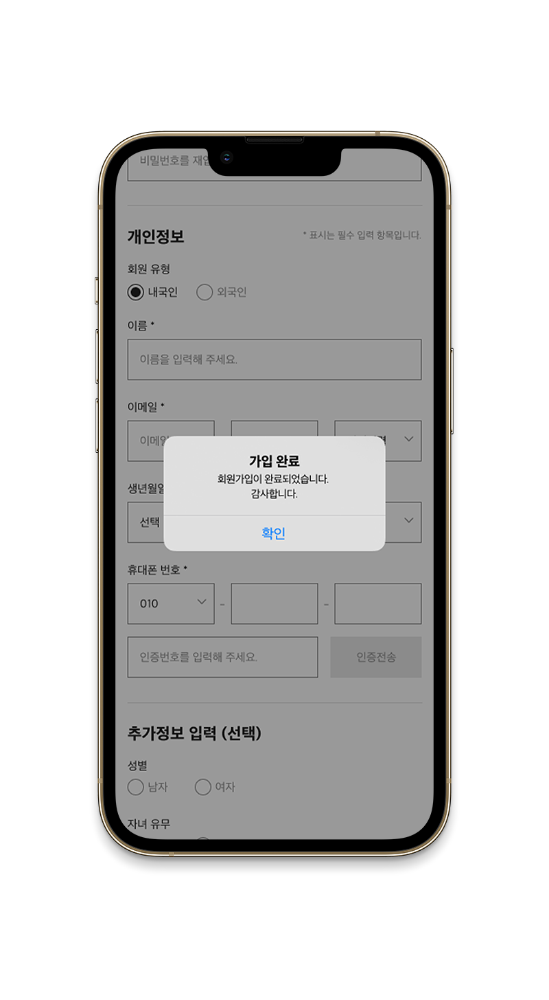 비밀번호를 재입
개인정보
* 표시는 필수 입력 항목입니다.
회원 유형
내국인 외국인
이름 *
이름을 입력해 주세요.
이메일 *
이메일
가입 완료
회원가입이 완료되었습니다.
감사합니다.
확인
생년월일
선택
휴대폰 번호 *
010 - -
인증번호를 입력해 주세요. 인증전송
추가정보 입력 (선택)
성별
남자 여자
자녀 유무